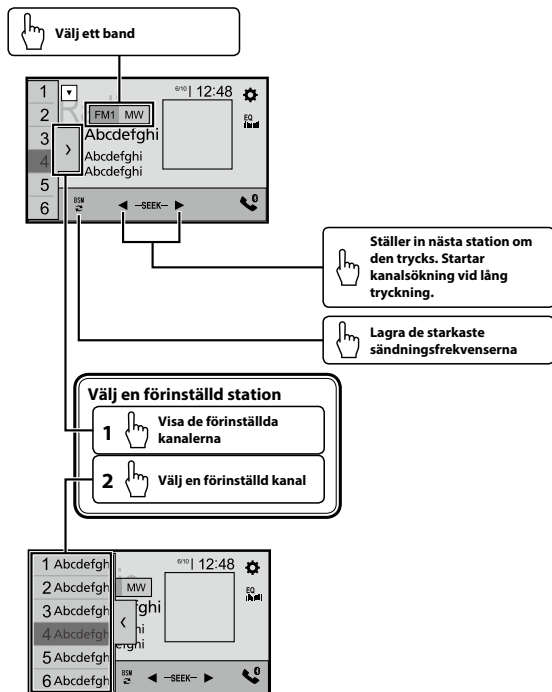 Välj ett band
1
2
3
4
5
6
6/10 | 12:48
EQ
FM1 MW
Abcdefghi
Abcdefghi
Abcdefghi
BSM
SEEK
Ställer in nästa station om
den trycks. Startar
kanalsökning vid lång
tryckning.
Lagra de starkaste
sändningsfrekvenserna
Välj en förinställd station
1 Visa de förinställda
kanalerna
2 Välj en förinställd kanal
1 Abcdefgh
2 Abcdefgh
3 Abcdefgh
4 Abcdefgh
5 Abcdefgh
6 Abcdefgh
6/10 | 12:48
EQ
MW
ghi
hi
ghi
BSM
SEEK